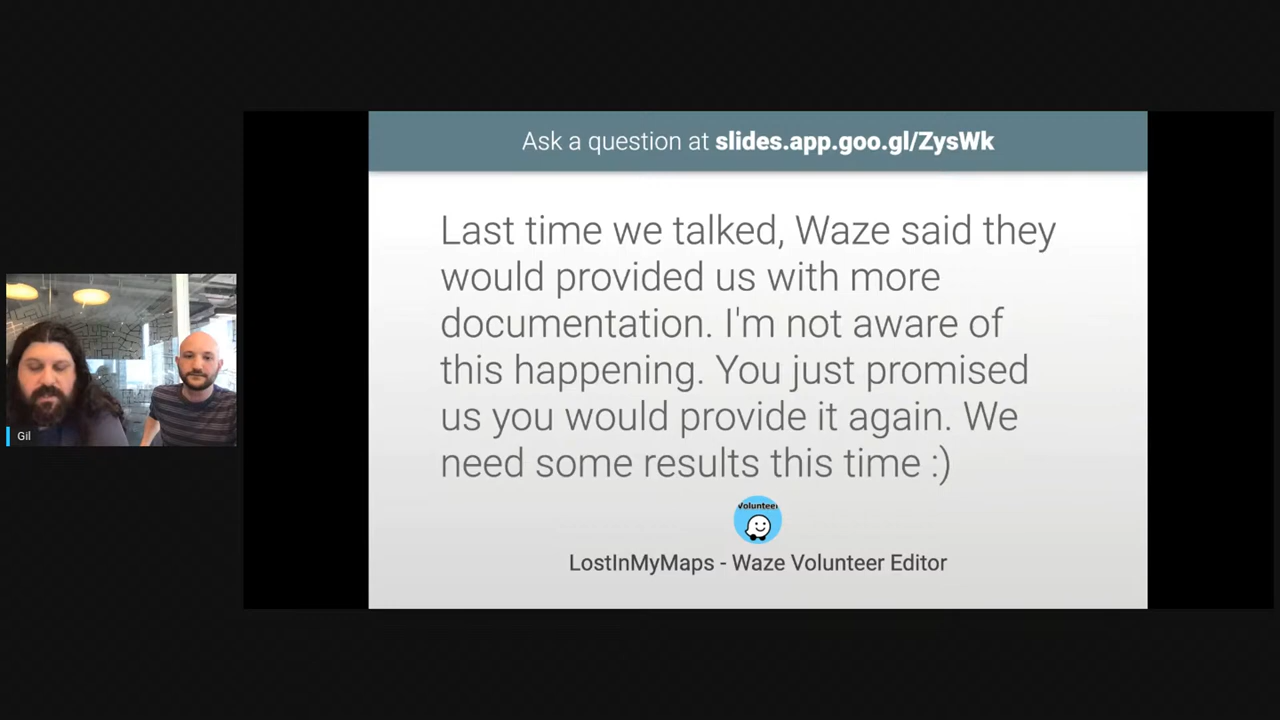 Ask a question at slides.app.goo.gl/ZysWk
Last time we talked, Waze said they
would provided us with more
documentation. I'm not aware of
this happening. You just promised
us you would provide it again. We
need some results this time :)
Volunteer
LostInMyMaps - Waze Volunteer Editor
Gil